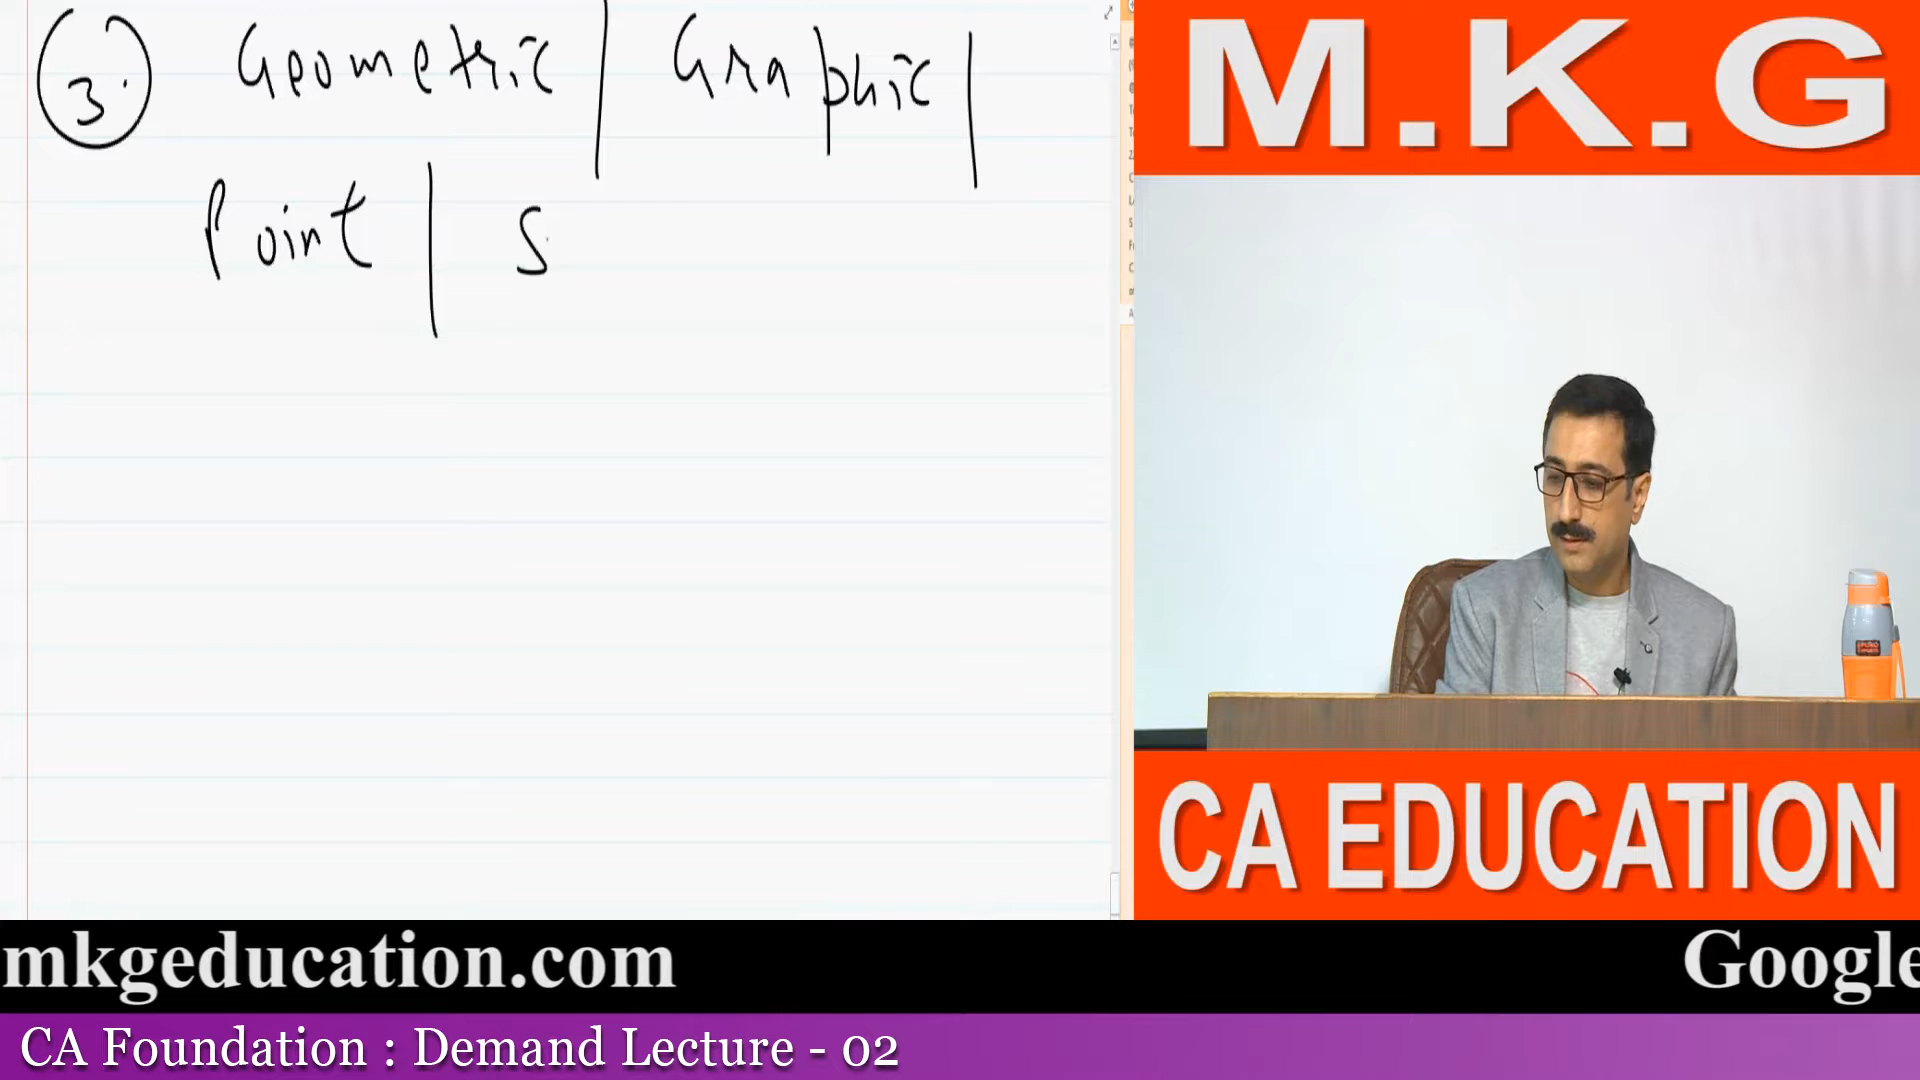 3. Geometric | Graphic |
Point | S
M.K.G
CA EDUCATION
mkgeducation.com
Google
CA Foundation : Demand Lecture - 02